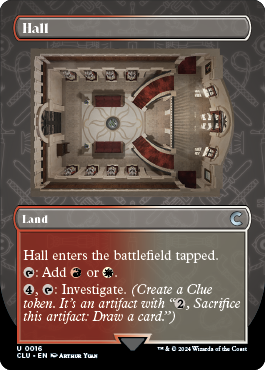 Hall
Land
Hall enters the battlefield tapped.
: Add or .
4, : Investigate. (Create a Clue
token. It's an artifact with “2, Sacrifice
this artifact: Draw a card.”)
U 0016
CLU • EN ARTHUR YUAN
™ & © 2024 Wizards of the Coast